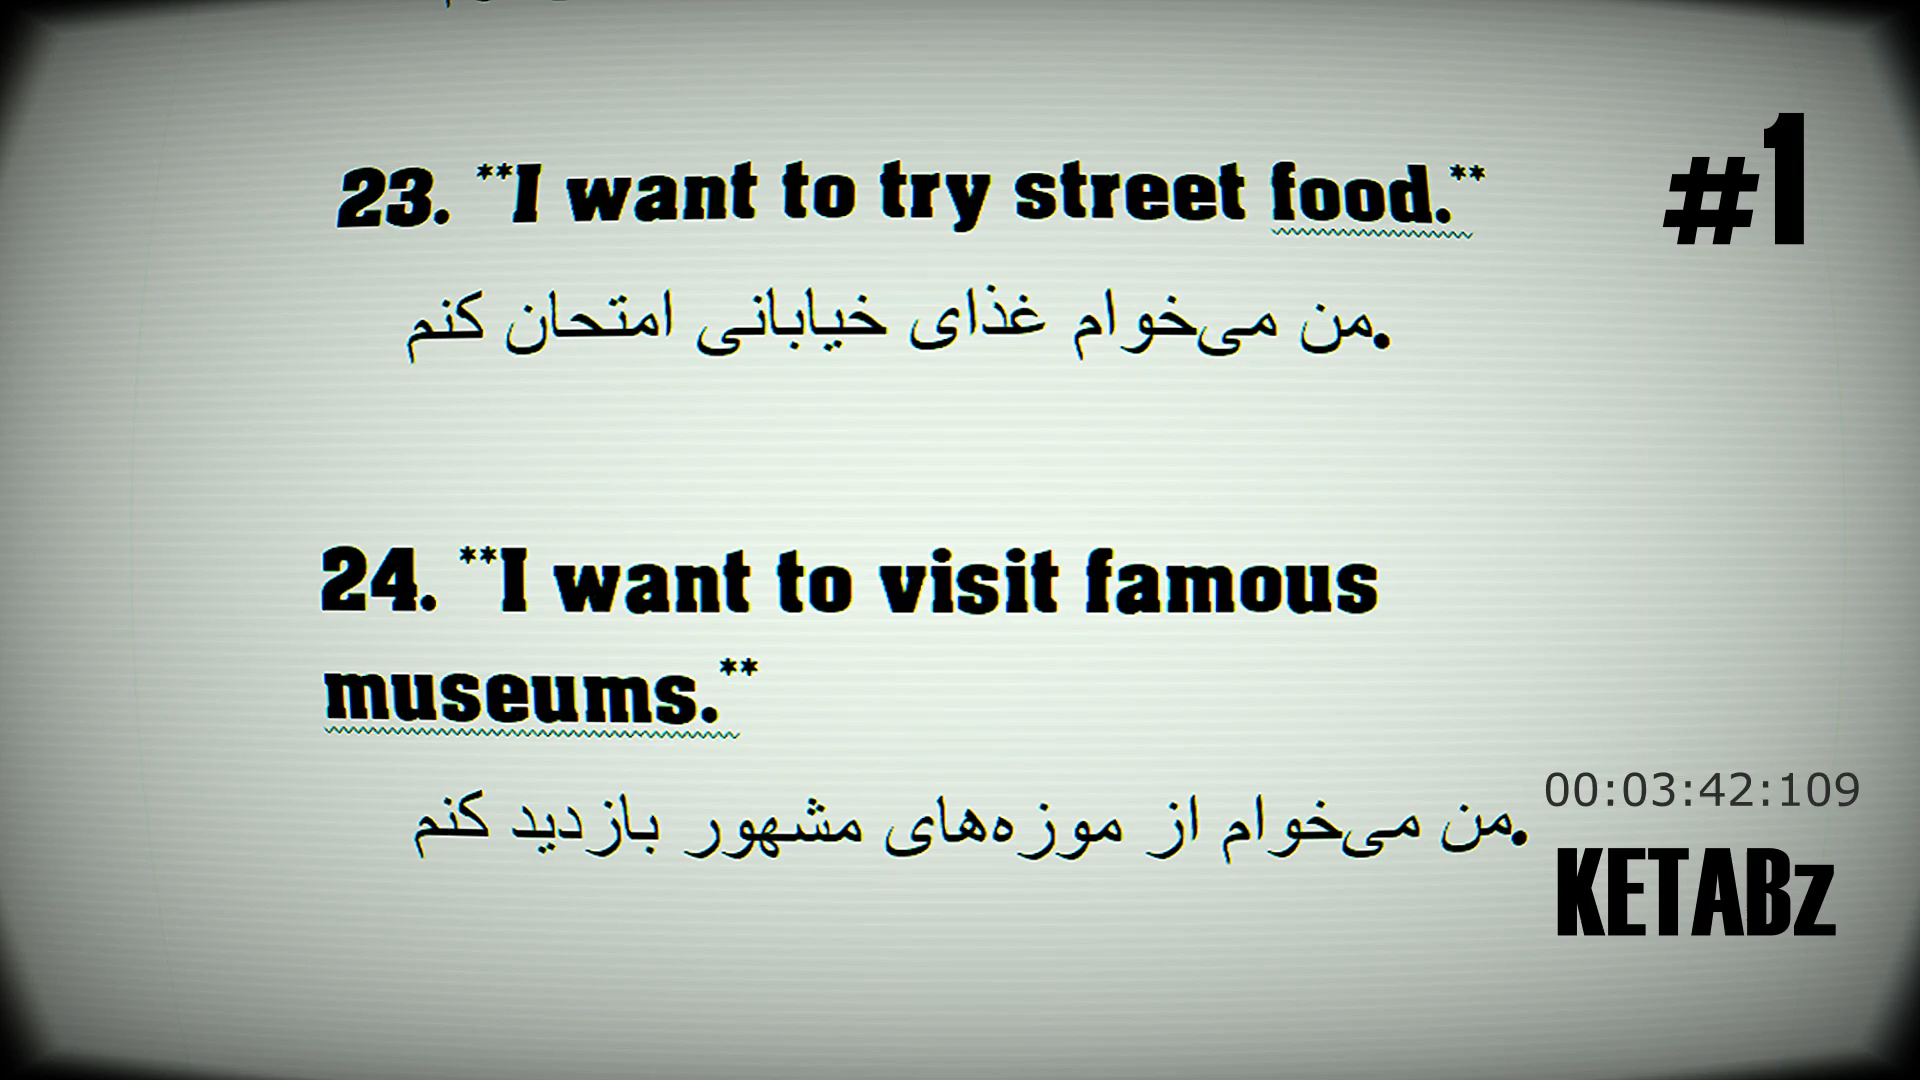 23. **I want to try street food.**
#1
من می‌خوام غذای خیابانی امتحان کنم.
24. **I want to visit famous
museums.**
00:03:42:109
من می‌خوام از موزه‌های مشهور بازدید کنم.
KETABz